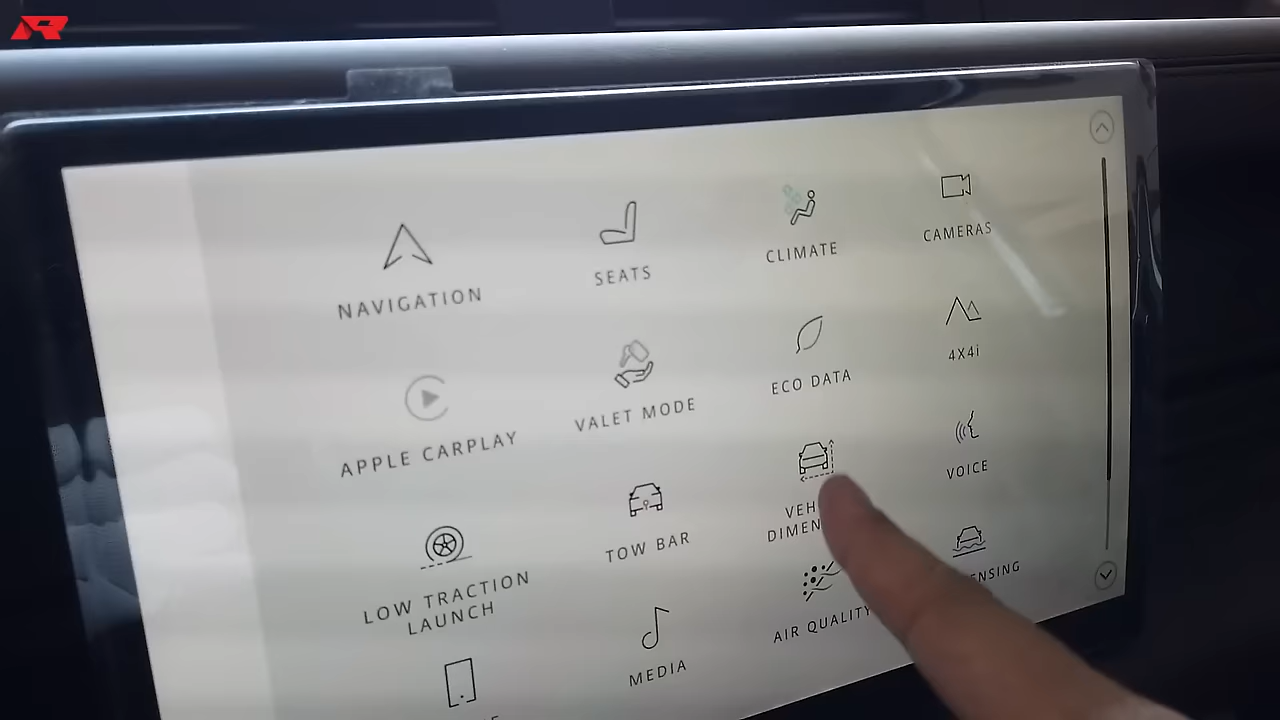 AR
NAVIGATION
SEATS
CLIMATE
CAMERAS
APPLE CARPLAY
VALET MODE
ECO DATA
4X4i
LOW TRACTION
LAUNCH
TOW BAR
VEH
DIMEN
VOICE
MEDIA
AIR QUALITY
ENSING